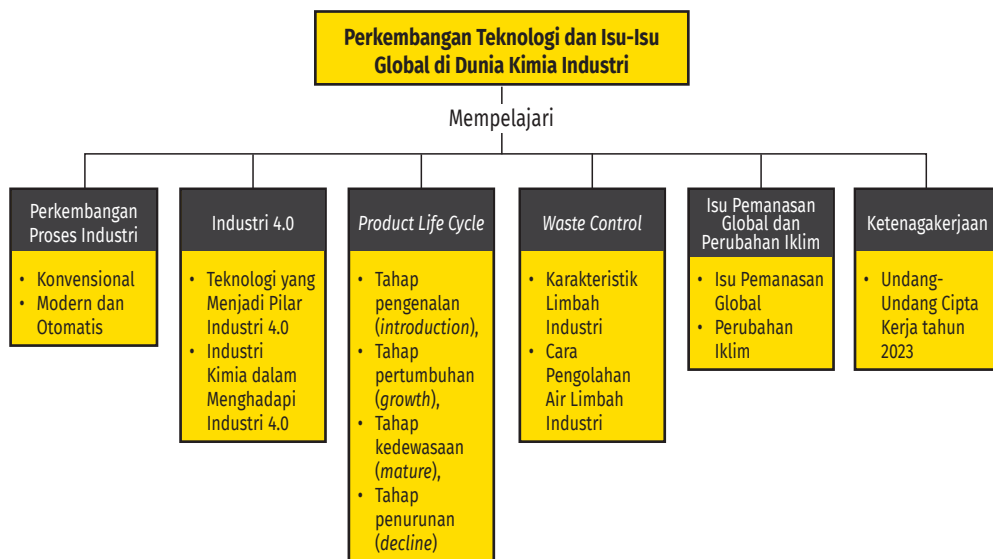 Perkembangan Teknologi dan Isu-Isu
Global di Dunia Kimia Industri
Mempelajari
Perkembangan
Proses Industri
• Konvensional
• Modern dan
Otomatis
Industri 4.0
• Teknologi yang
Menjadi Pilar
Industri 4.0
• Industri
Kimia dalam
Menghadapi
Industri 4.0
Product Life Cycle
• Tahap
pengenalan
(introduction),
• Tahap
pertumbuhan
(growth),
• Tahap
kedewasaan
(mature),
• Tahap
penurunan
(decline)
Waste Control
• Karakteristik
Limbah
Industri
• Cara
Pengolahan
Air Limbah
Industri
Isu Pemanasan
Global dan
Perubahan Iklim
• Isu Pemanasan
Global
• Perubahan
Iklim
Ketenagakerjaan
• Undang-
Undang Cipta
Kerja tahun
2023